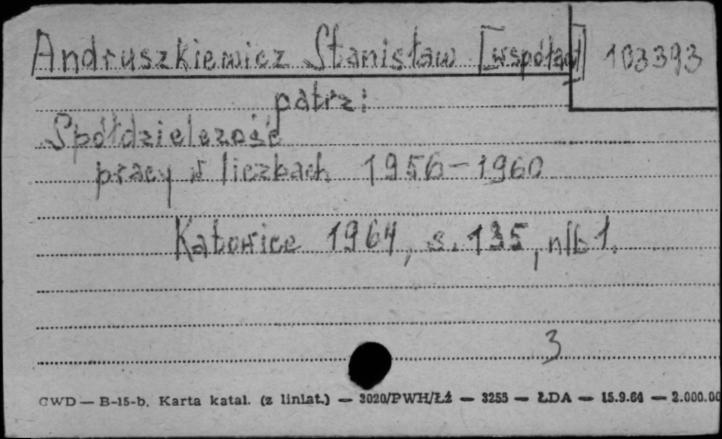 Andruszkiewicz Stanisław [współaut] 103393
patrz:
Spółdzielczość
pracy w liczbach 1956-1960
Katowice 1964, s. 135, nlb 1.
3
CWD — B-15-b. Karta katal. (z liniat.) — 3020/PWH/Łź — 3255 — ŁDA — 15.9.64 — 2.000.00